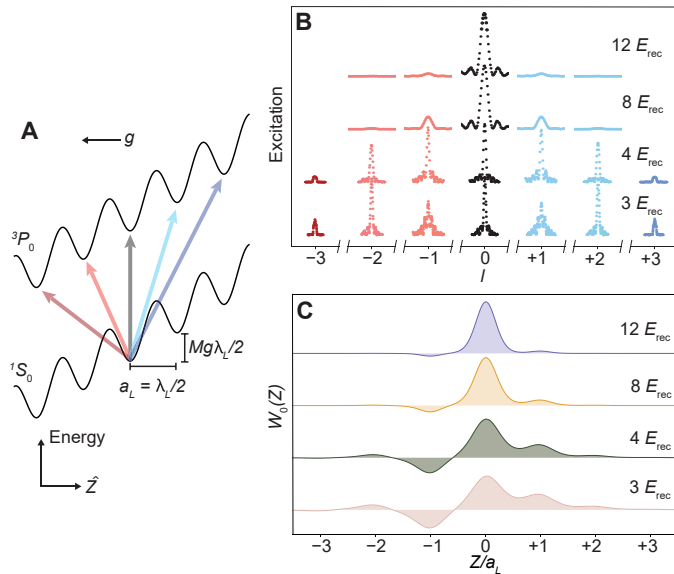 A
g
³P₀
¹S₀
Mgλ_L/2
a_L = λ_L/2
Energy
Ẑ
B
Excitation
12 E_rec
8 E_rec
4 E_rec
3 E_rec
−3 −2 −1 0 +1 +2 +3
l
C
W₀(Z)
12 E_rec
8 E_rec
4 E_rec
3 E_rec
−3 −2 −1 0 +1 +2 +3
Z/a_L